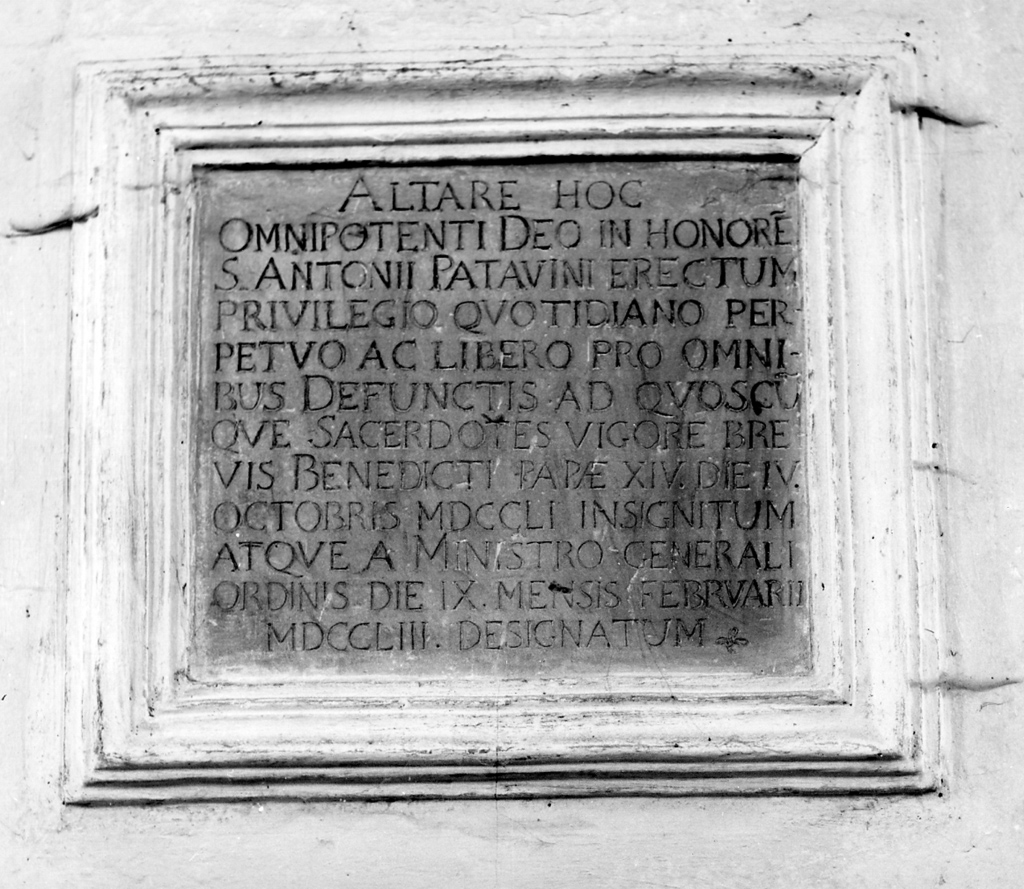 ALTARE HOC
OMNIPOTENTI DEO IN HONORĒ
S. ANTONII PATAVINI ERECTUM
PRIVILEGIO QVOTIDIANO PER-
PETVO AC LIBERO PRO OMNI-
BUS DEFUNCTIS AD QVOSCŪ
QVE SACERDOTES VIGORE BRE
VIS BENEDICTI PAPÆ XIV. DIE IV.
OCTOBRIS MDCCLI INSIGNITUM
ATQVE A MINISTRO GENERALI
ORDINIS DIE IX. MENSIS FEBRVARII
MDCCLIII. DESIGNATUM